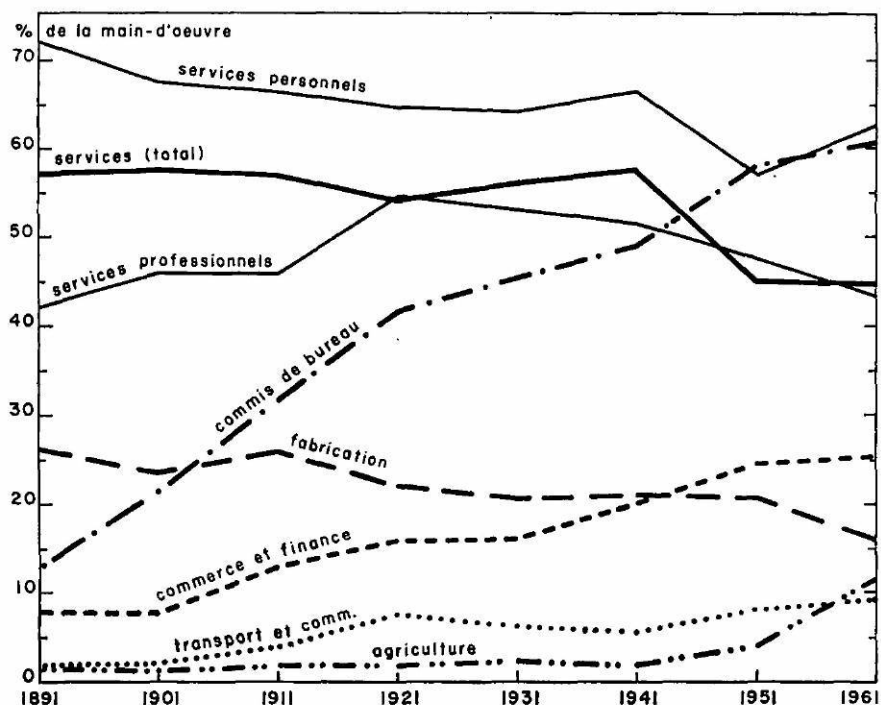 % de la main-d'oeuvre
70
services personnels
60
services (total)
50
services professionnels
40
commis de bureau
30
fabrication
20
commerce et finance
10
transport et comm.
agriculture
0
1891 1901 1911 1921 1931 1941 1951 1961